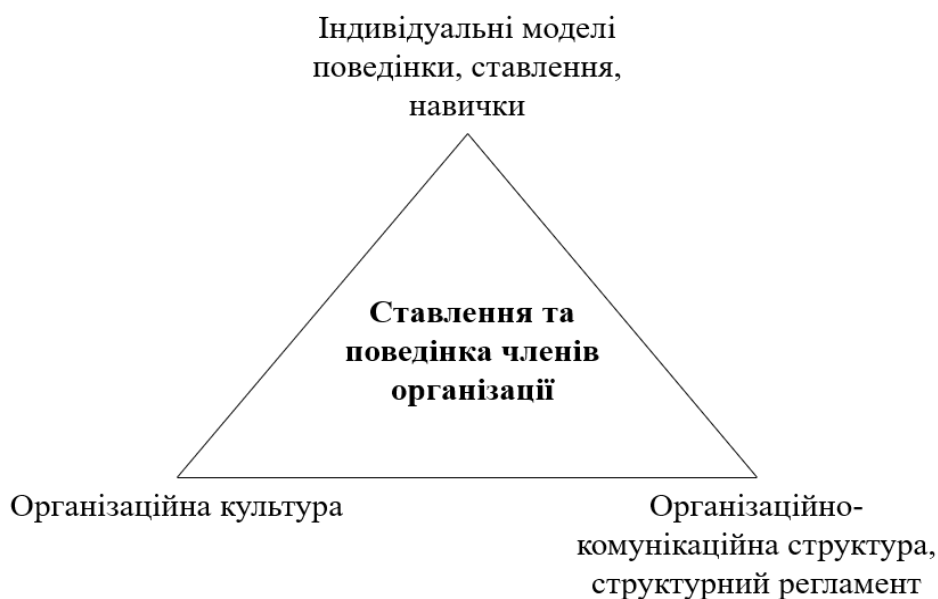 Індивідуальні моделі
поведінки, ставлення,
навички
Ставлення та
поведінка членів
організації
Організаційна культура
Організаційно-
комунікаційна структура,
структурний регламент